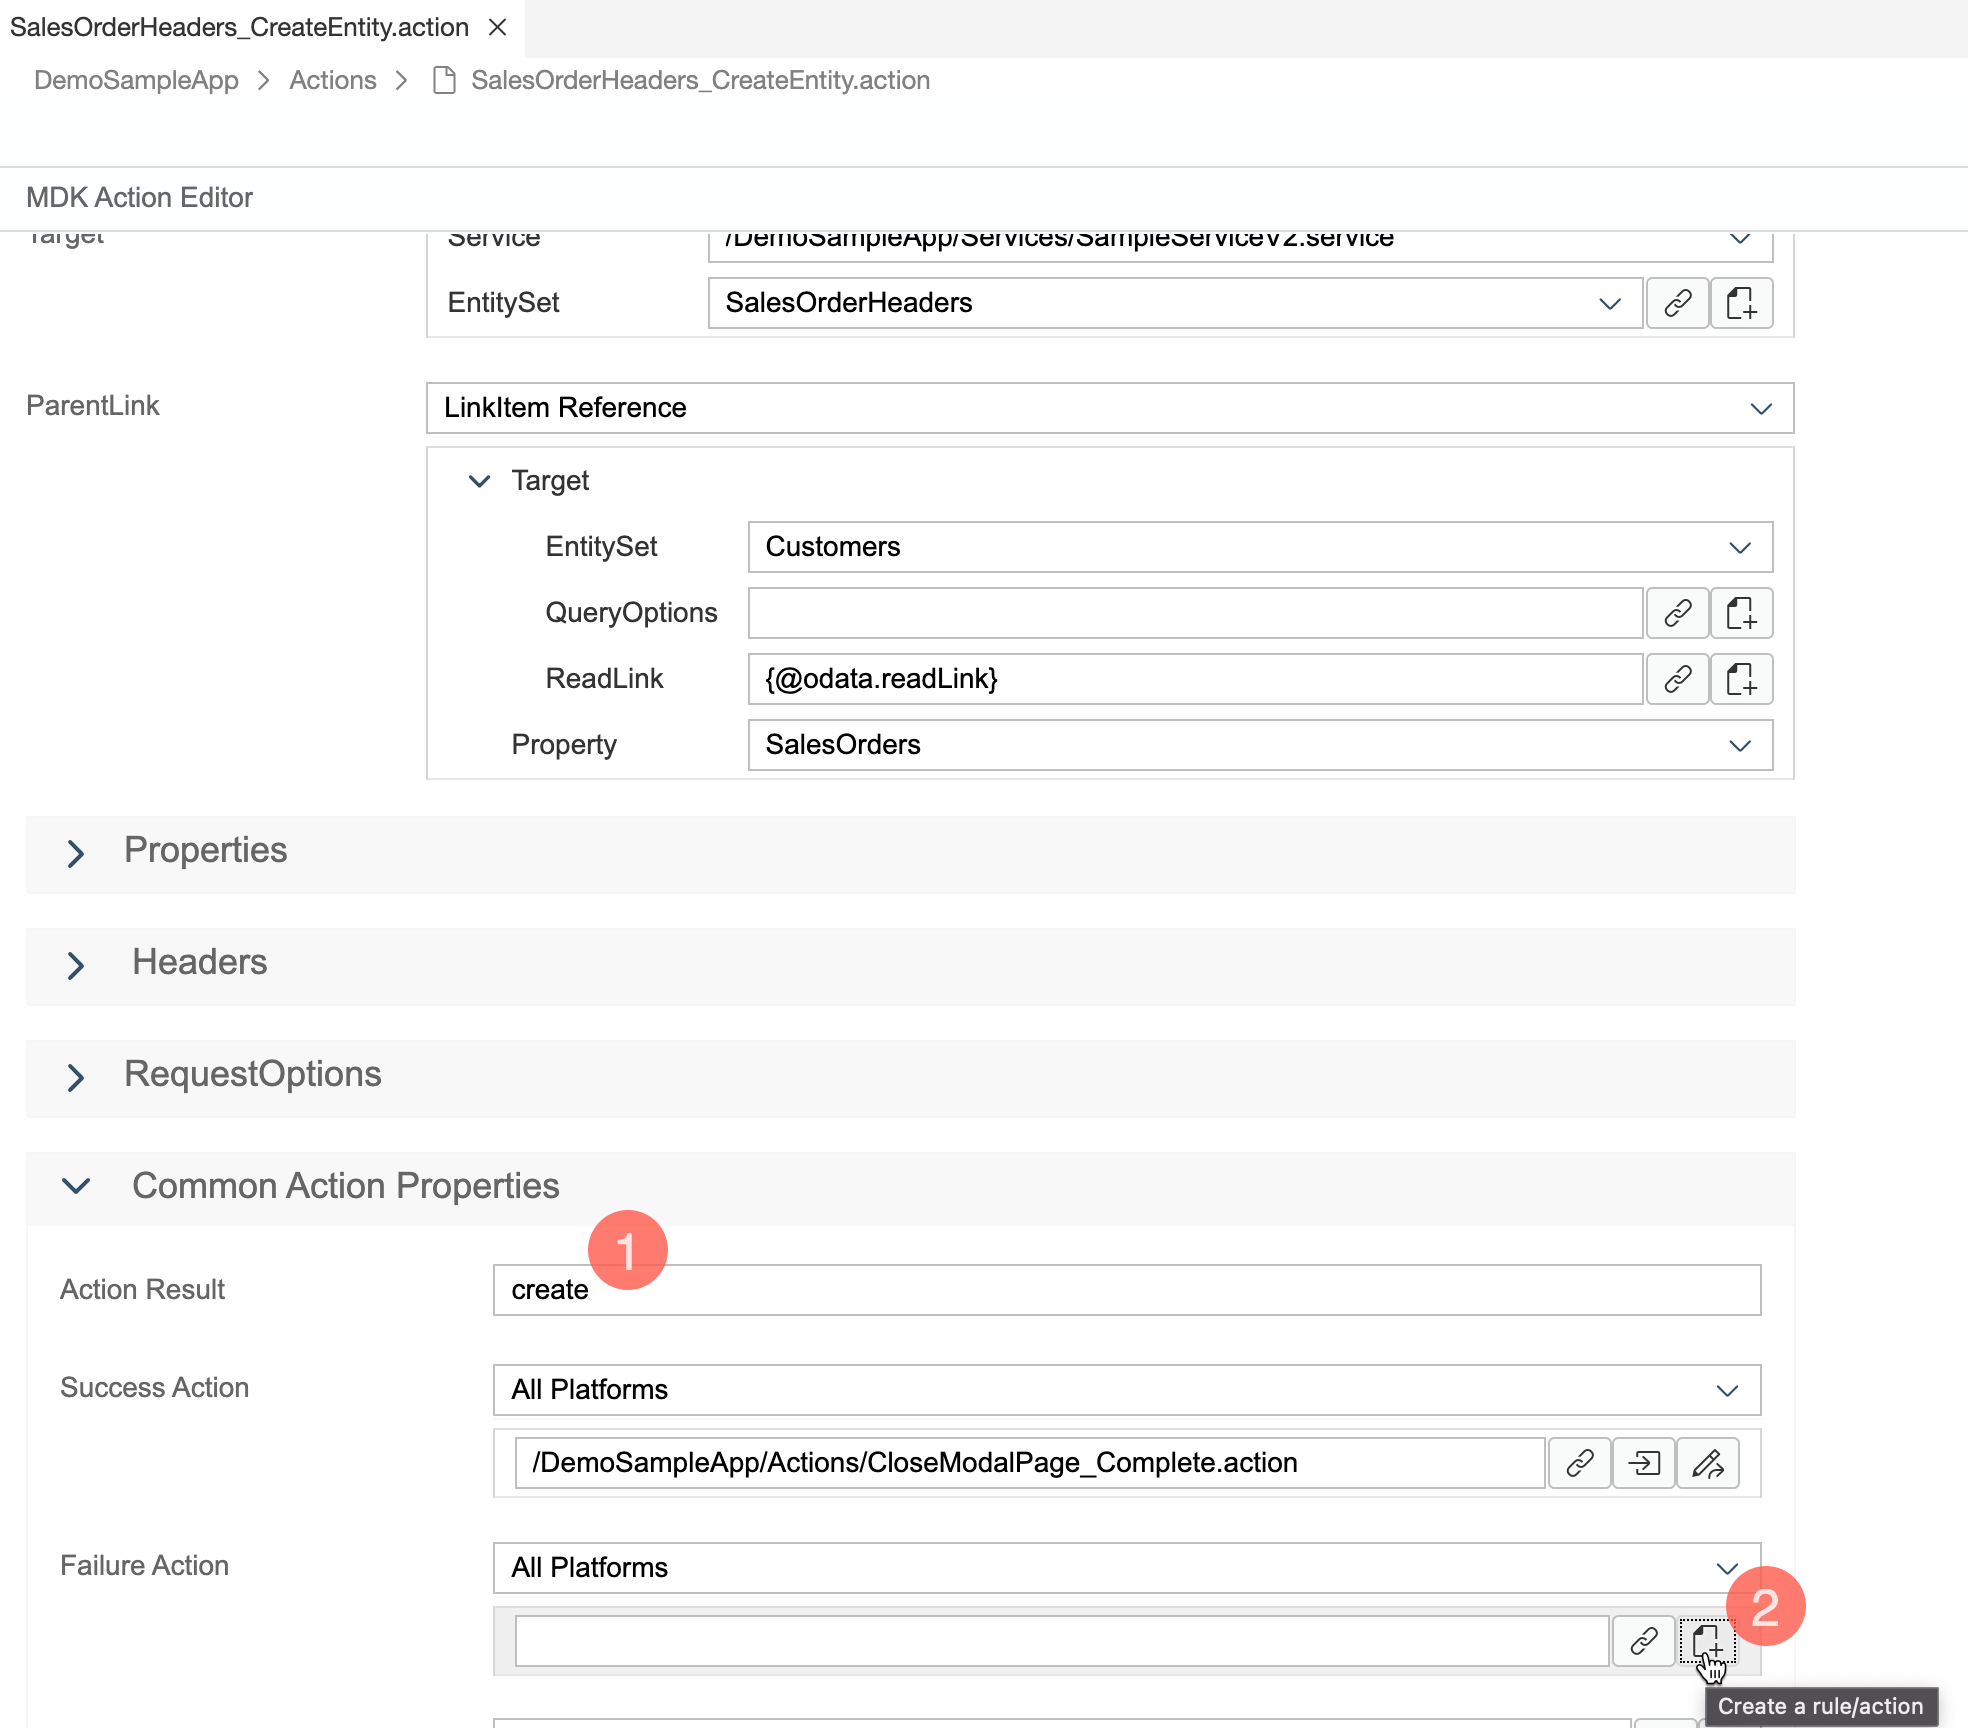 SalesOrderHeaders_CreateEntity.action
DemoSampleApp > Actions > SalesOrderHeaders_CreateEntity.action
MDK Action Editor
Target
Service /DemoSampleApp/Services/SampleServiceV2.service
EntitySet SalesOrderHeaders
ParentLink LinkItem Reference
Target
EntitySet Customers
QueryOptions
ReadLink {@odata.readLink}
Property SalesOrders
Properties
Headers
RequestOptions
Common Action Properties
1
Action Result create
Success Action All Platforms
/DemoSampleApp/Actions/CloseModalPage_Complete.action
Failure Action All Platforms
2
Create a rule/action